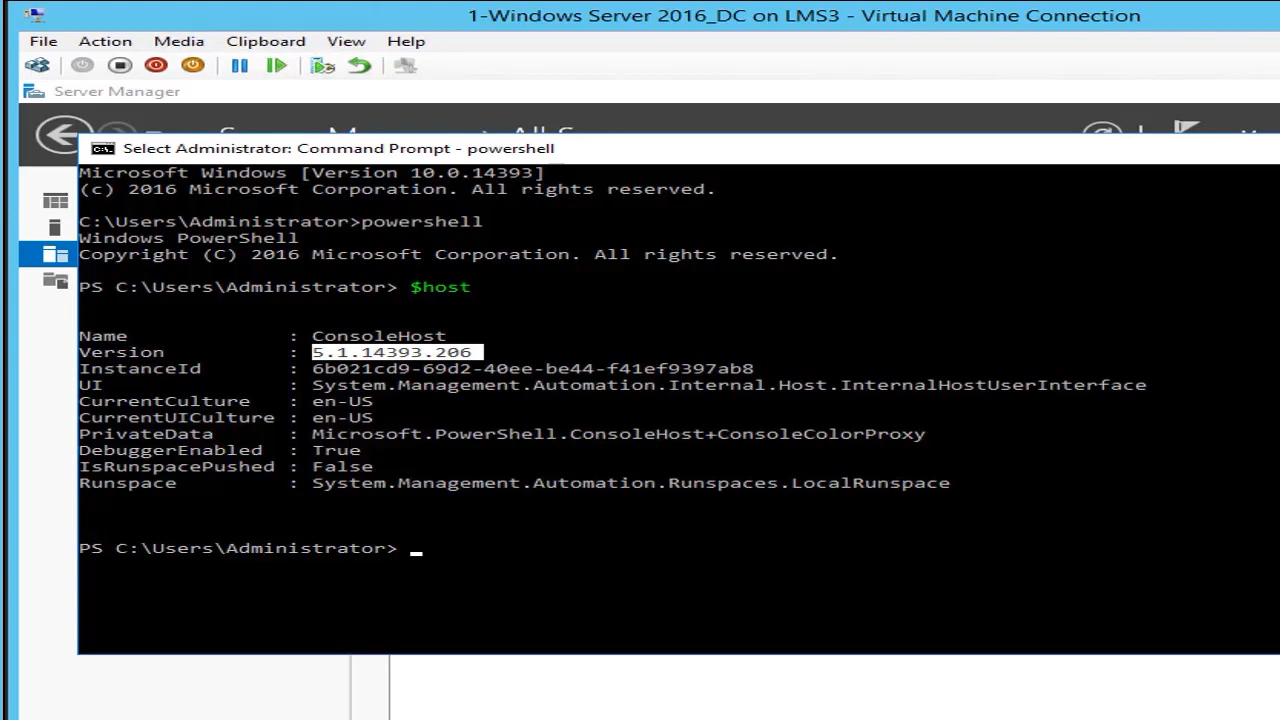 1-Windows Server 2016_DC on LMS3 - Virtual Machine Connection
File Action Media Clipboard View Help
Server Manager
Select Administrator: Command Prompt - powershell
Microsoft Windows [Version 10.0.14393]
(c) 2016 Microsoft Corporation. All rights reserved.
C:\Users\Administrator>powershell
Windows PowerShell
Copyright (C) 2016 Microsoft Corporation. All rights reserved.
PS C:\Users\Administrator> $host
Name : ConsoleHost
Version : 5.1.14393.206
InstanceId : 6b021cd9-69d2-40ee-be44-f41ef9397ab8
UI : System.Management.Automation.Internal.Host.InternalHostUserInterface
CurrentCulture : en-US
CurrentUICulture : en-US
PrivateData : Microsoft.PowerShell.ConsoleHost+ConsoleColorProxy
DebuggerEnabled : True
IsRunspacePushed : False
Runspace : System.Management.Automation.Runspaces.LocalRunspace
PS C:\Users\Administrator> _